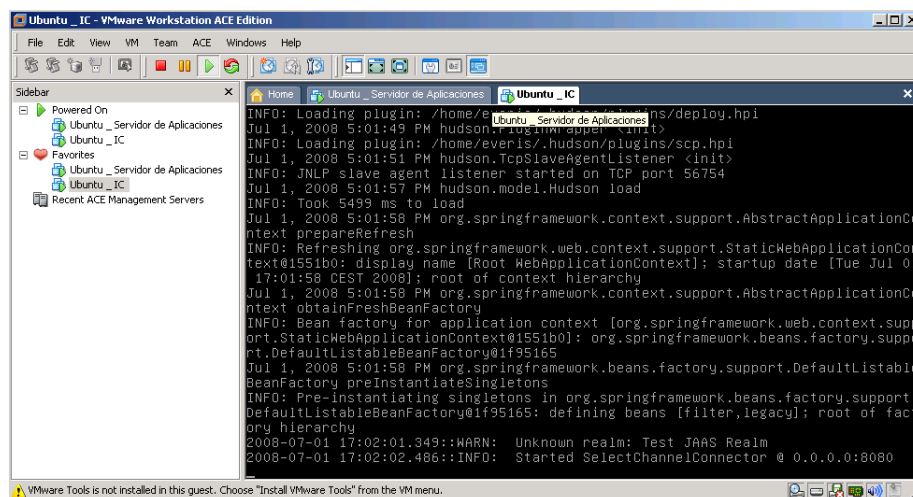 Ubuntu _ IC - VMware Workstation ACE Edition
File Edit View VM Team ACE Windows Help
Sidebar
Powered On
Ubuntu _ Servidor de Aplicaciones
Ubuntu _ IC
Favorites
Ubuntu _ Servidor de Aplicaciones
Ubuntu _ IC
Recent ACE Management Servers
Home Ubuntu _ Servidor de Aplicaciones Ubuntu _ IC
Ubuntu _ Servidor de Aplicaciones
INFO: Loading plugin: /home/everis/.hudson/plugins/deploy.hpi
Jul 1, 2008 5:01:49 PM hudson.PluginWrapper <init>
INFO: Loading plugin: /home/everis/.hudson/plugins/scp.hpi
Jul 1, 2008 5:01:51 PM hudson.TcpSlaveAgentListener <init>
INFO: JNLP slave agent listener started on TCP port 56754
Jul 1, 2008 5:01:57 PM hudson.model.Hudson load
INFO: Took 5499 ms to load
Jul 1, 2008 5:01:58 PM org.springframework.context.support.AbstractApplicationCo
ntext prepareRefresh
INFO: Refreshing org.springframework.web.context.support.StaticWebApplicationCon
text@1551b0: display name [Root WebApplicationContext]; startup date [Tue Jul 0
17:01:58 CEST 2008]; root of context hierarchy
Jul 1, 2008 5:01:58 PM org.springframework.context.support.AbstractApplicationCo
ntext obtainFreshBeanFactory
INFO: Bean factory for application context [org.springframework.web.context.supp
ort.StaticWebApplicationContext@1551b0]: org.springframework.beans.factory.suppo
rt.DefaultListableBeanFactory@1f95165
Jul 1, 2008 5:01:58 PM org.springframework.beans.factory.support.DefaultListable
BeanFactory preInstantiateSingletons
INFO: Pre-instantiating singletons in org.springframework.beans.factory.support.
DefaultListableBeanFactory@1f95165: defining beans [filter,legacy]; root of fact
ory hierarchy
2008-07-01 17:02:01.349::WARN: Unknown realm: Test JAAS Realm
2008-07-01 17:02:02.486::INFO: Started SelectChannelConnector @ 0.0.0.0:8080
VMware Tools is not installed in this guest. Choose "Install VMware Tools" from the VM menu.